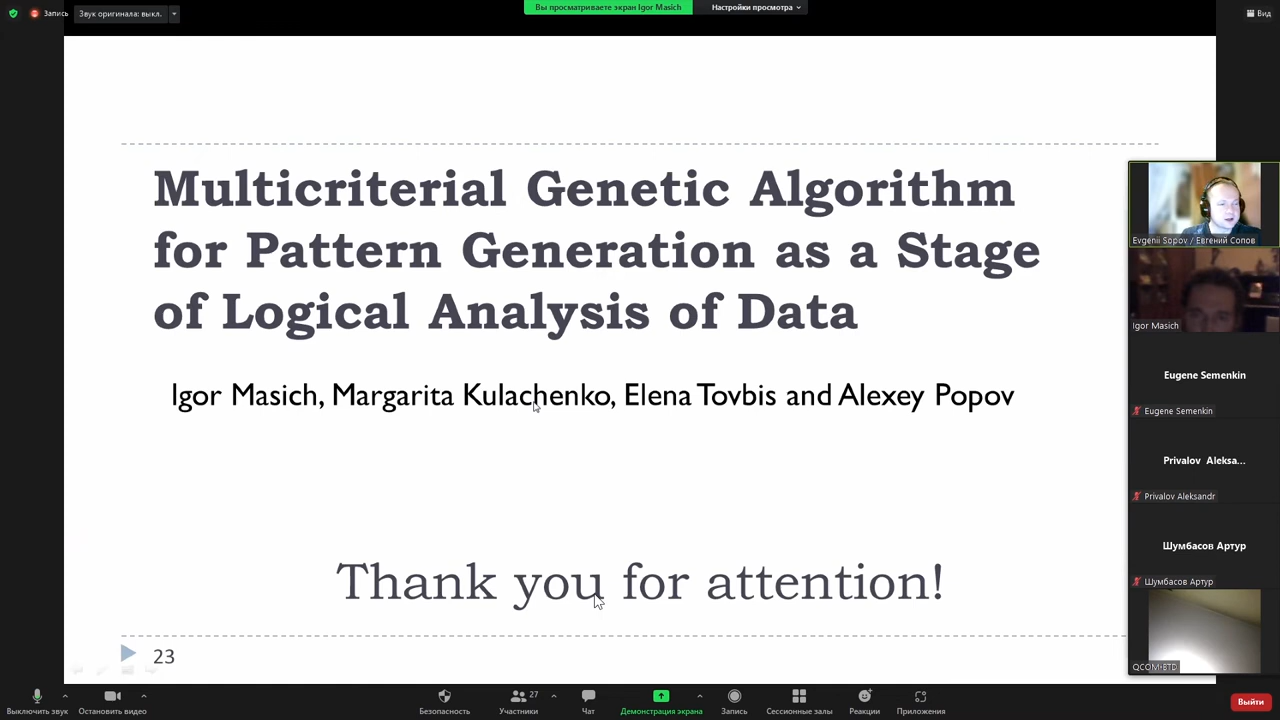 Запись
Звук оригинала: выкл.
Вы просматриваете экран Igor Masich
Настройки просмотра
Вид
Multicriterial Genetic Algorithm
for Pattern Generation as a Stage
of Logical Analysis of Data
Igor Masich, Margarita Kulachenko, Elena Tovbis and Alexey Popov
Thank you for attention!
23
Evgenii Sopov / Евгений Сопов
Igor Masich
Eugene Semenkin
Eugene Semenkin
Privalov Aleksa...
Privalov Aleksandr
Шумбасов Артур
Шумбасов Артур
QCOM-BTD
Выключить звук
Остановить видео
Безопасность
Участники
27
Чат
Демонстрация экрана
Запись
Сессионные залы
Реакции
Приложения
Выйти